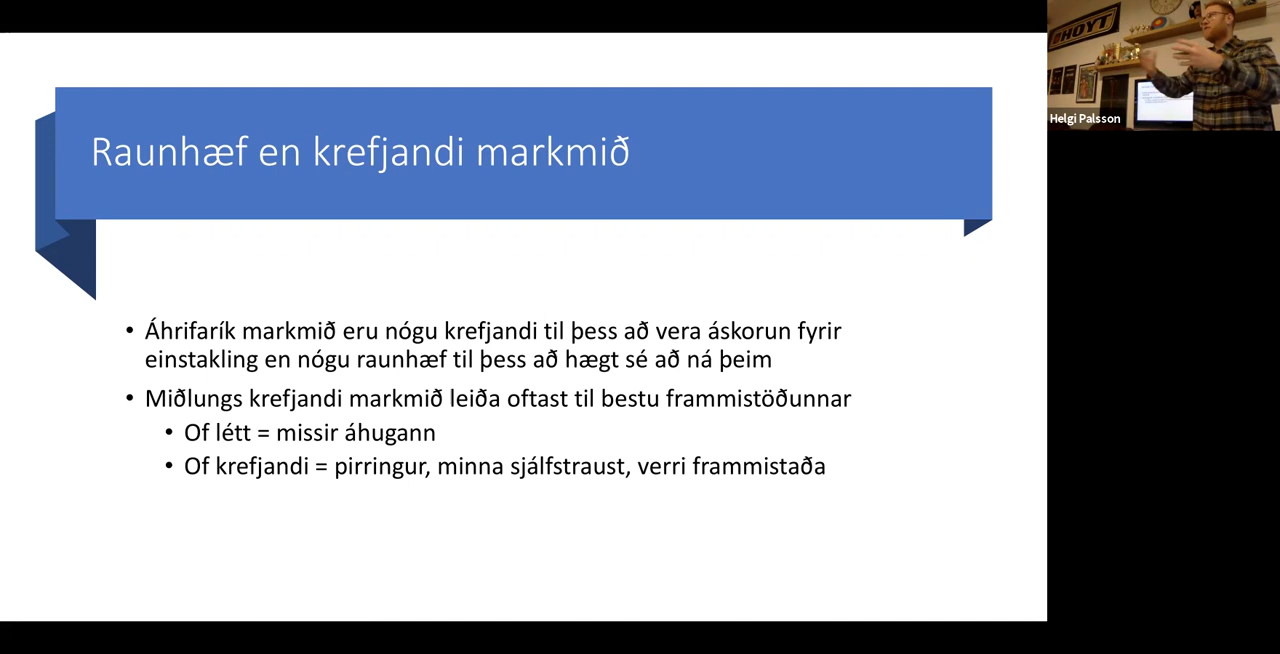 Raunhæf en krefjandi markmið
• Áhrifarík markmið eru nógu krefjandi til þess að vera áskorun fyrir
einstakling en nógu raunhæf til þess að hægt sé að ná þeim
• Miðlungs krefjandi markmið leiða oftast til bestu frammistöðunnar
• Of létt = missir áhugann
• Of krefjandi = pirringur, minna sjálfstraust, verri frammistaða
HOYT
Helgi Palsson